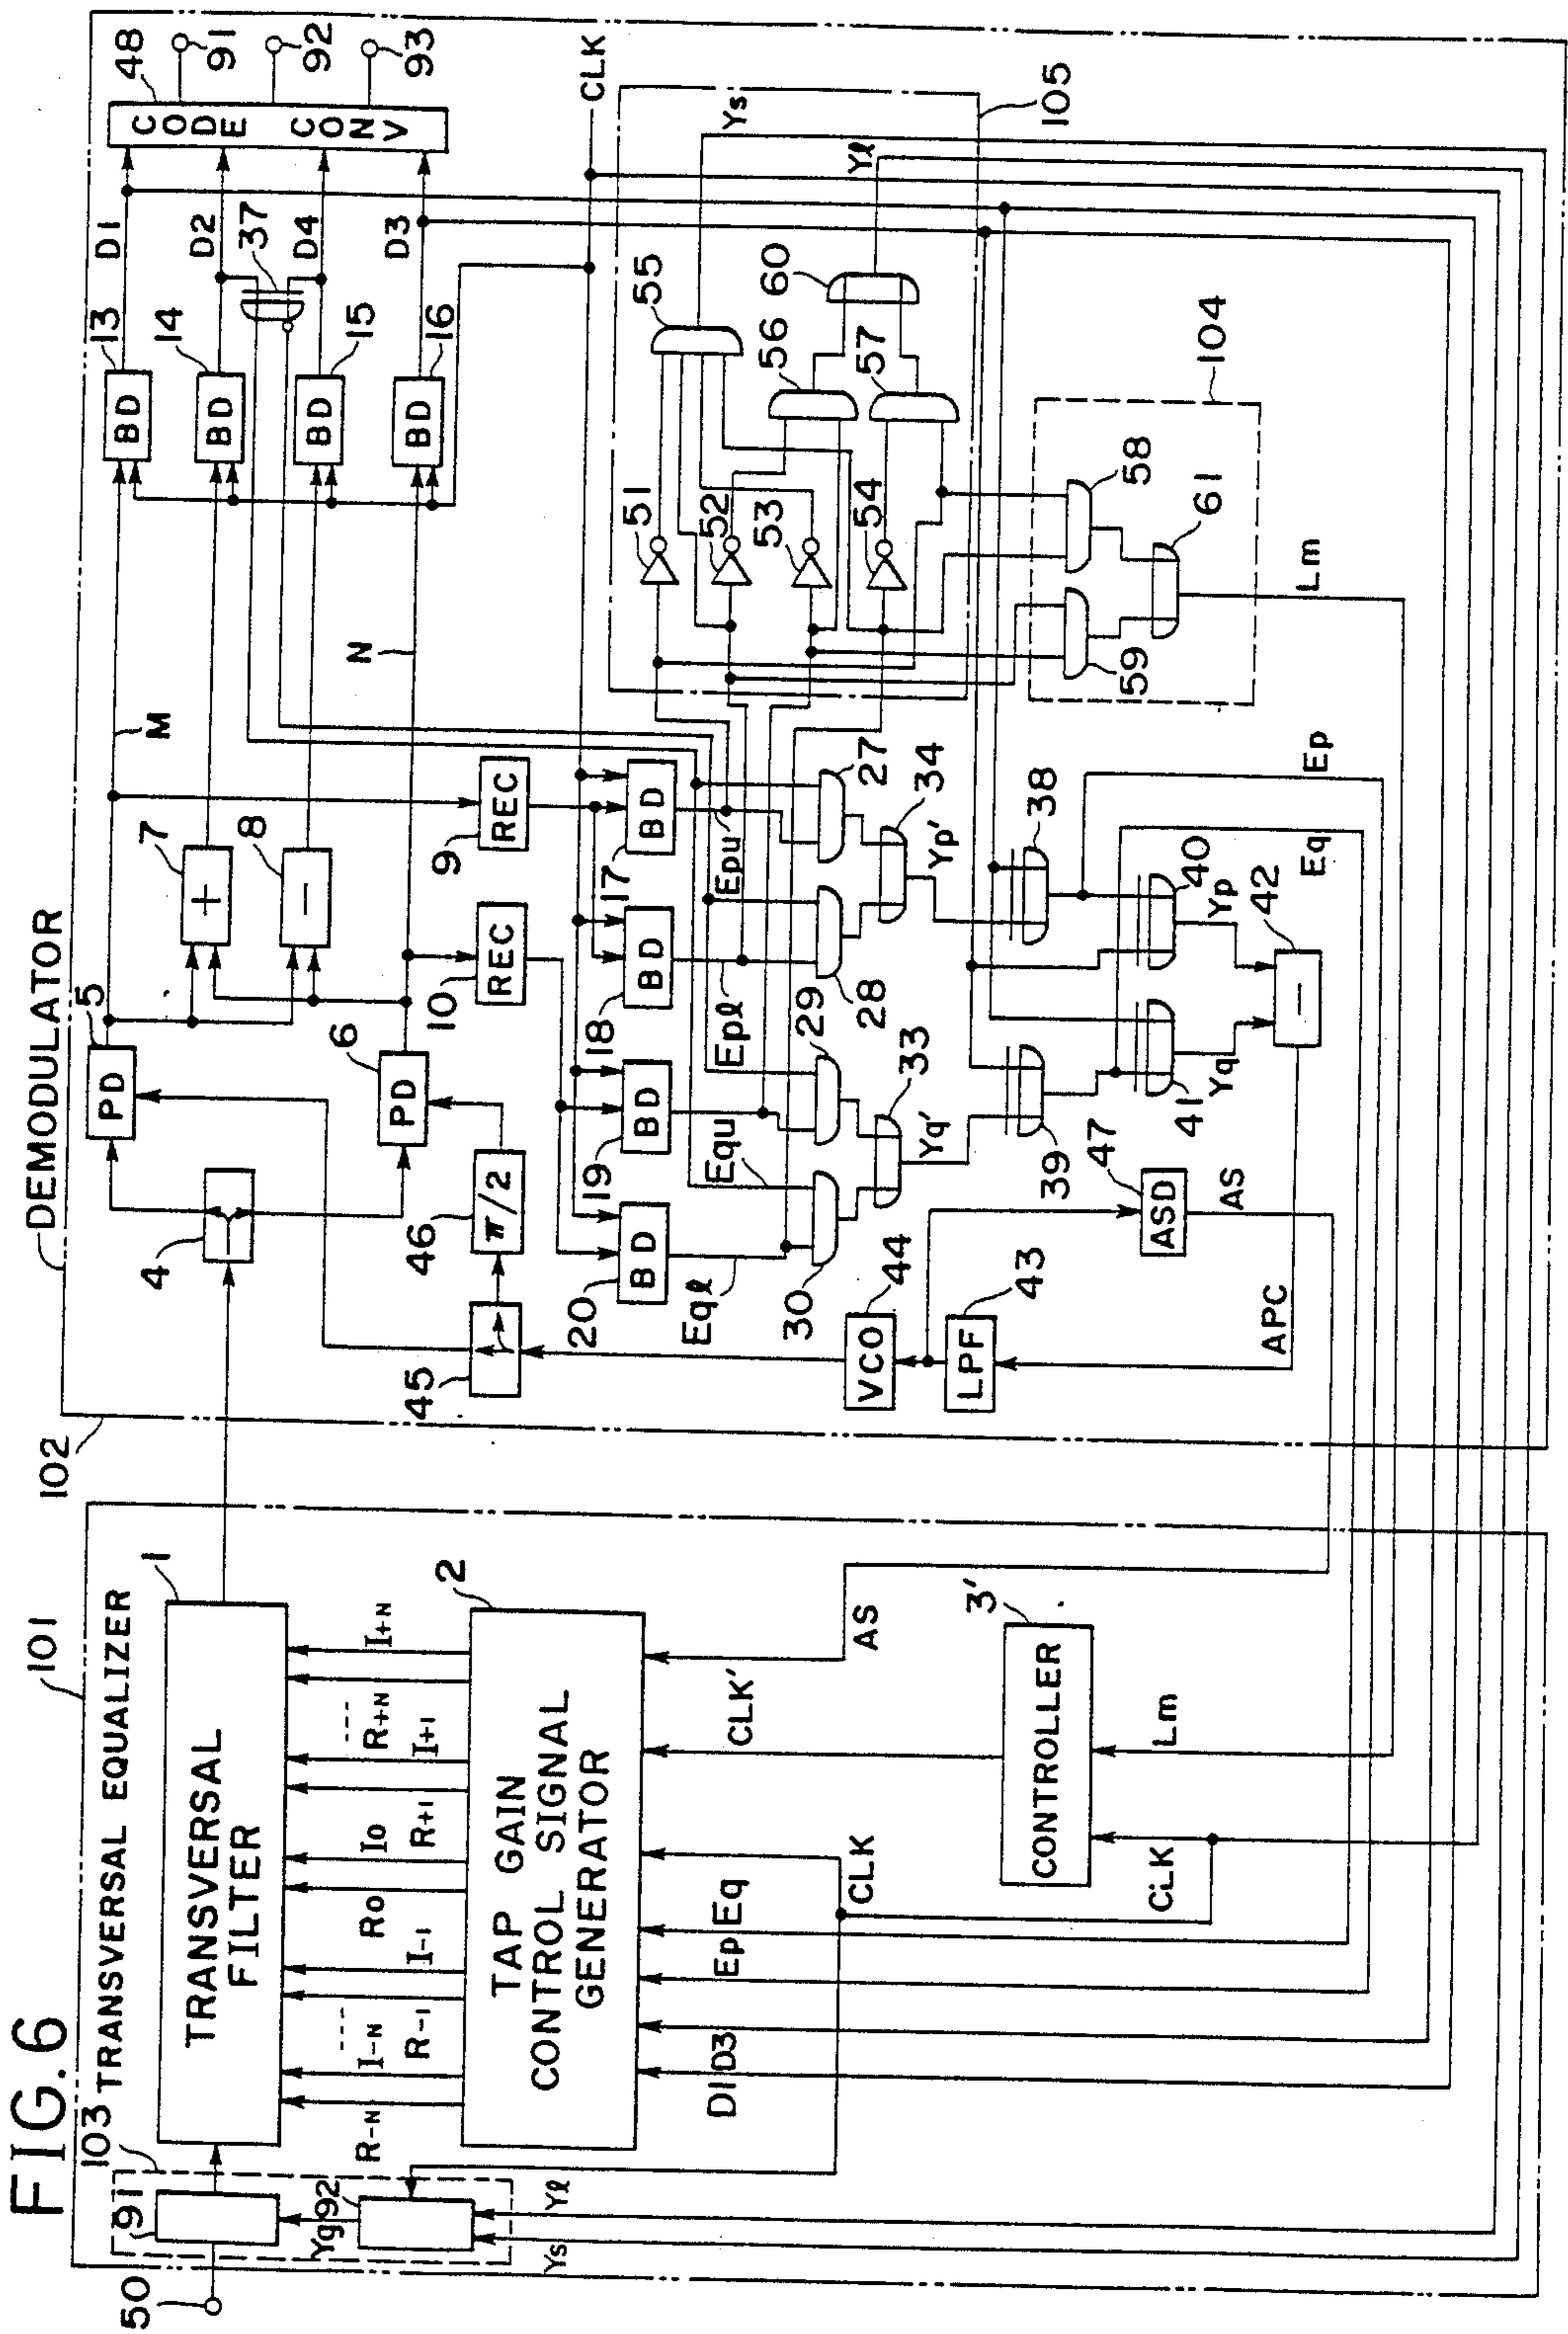 FIG.6
101
102
DEMODULATOR
103
TRANSVERSAL EQUALIZER
50
91
Yg
92
Ys
Yℓ
1
TRANSVERSAL
FILTER
R-N
I-N
----
R-1
I-1
R0
I0
R+1
I+1
----
R+N
I+N
2
TAP GAIN
CONTROL SIGNAL
GENERATOR
D1
D3
Ep
Eq
CLK
CLK'
AS
3'
CONTROLLER
CLK
Lm
4
5
PD
6
PD
7
+
8
−
M
N
45
46
π/2
9
REC
10
REC
13
BD
14
BD
15
BD
16
BD
D1
D2
D4
D3
37
48
CODE CONV
91
92
93
CLK
17
BD
18
BD
19
BD
20
BD
Epu
Epℓ
Equ
Eqℓ
27
28
29
30
33
34
Yp'
Yq'
38
39
40
41
Yp
Yq
42
−
Ep
Eq
43
LPF
44
VCO
47
ASD
AS
APC
51
52
53
54
55
56
57
60
Ys
Yℓ
105
104
58
59
61
Lm